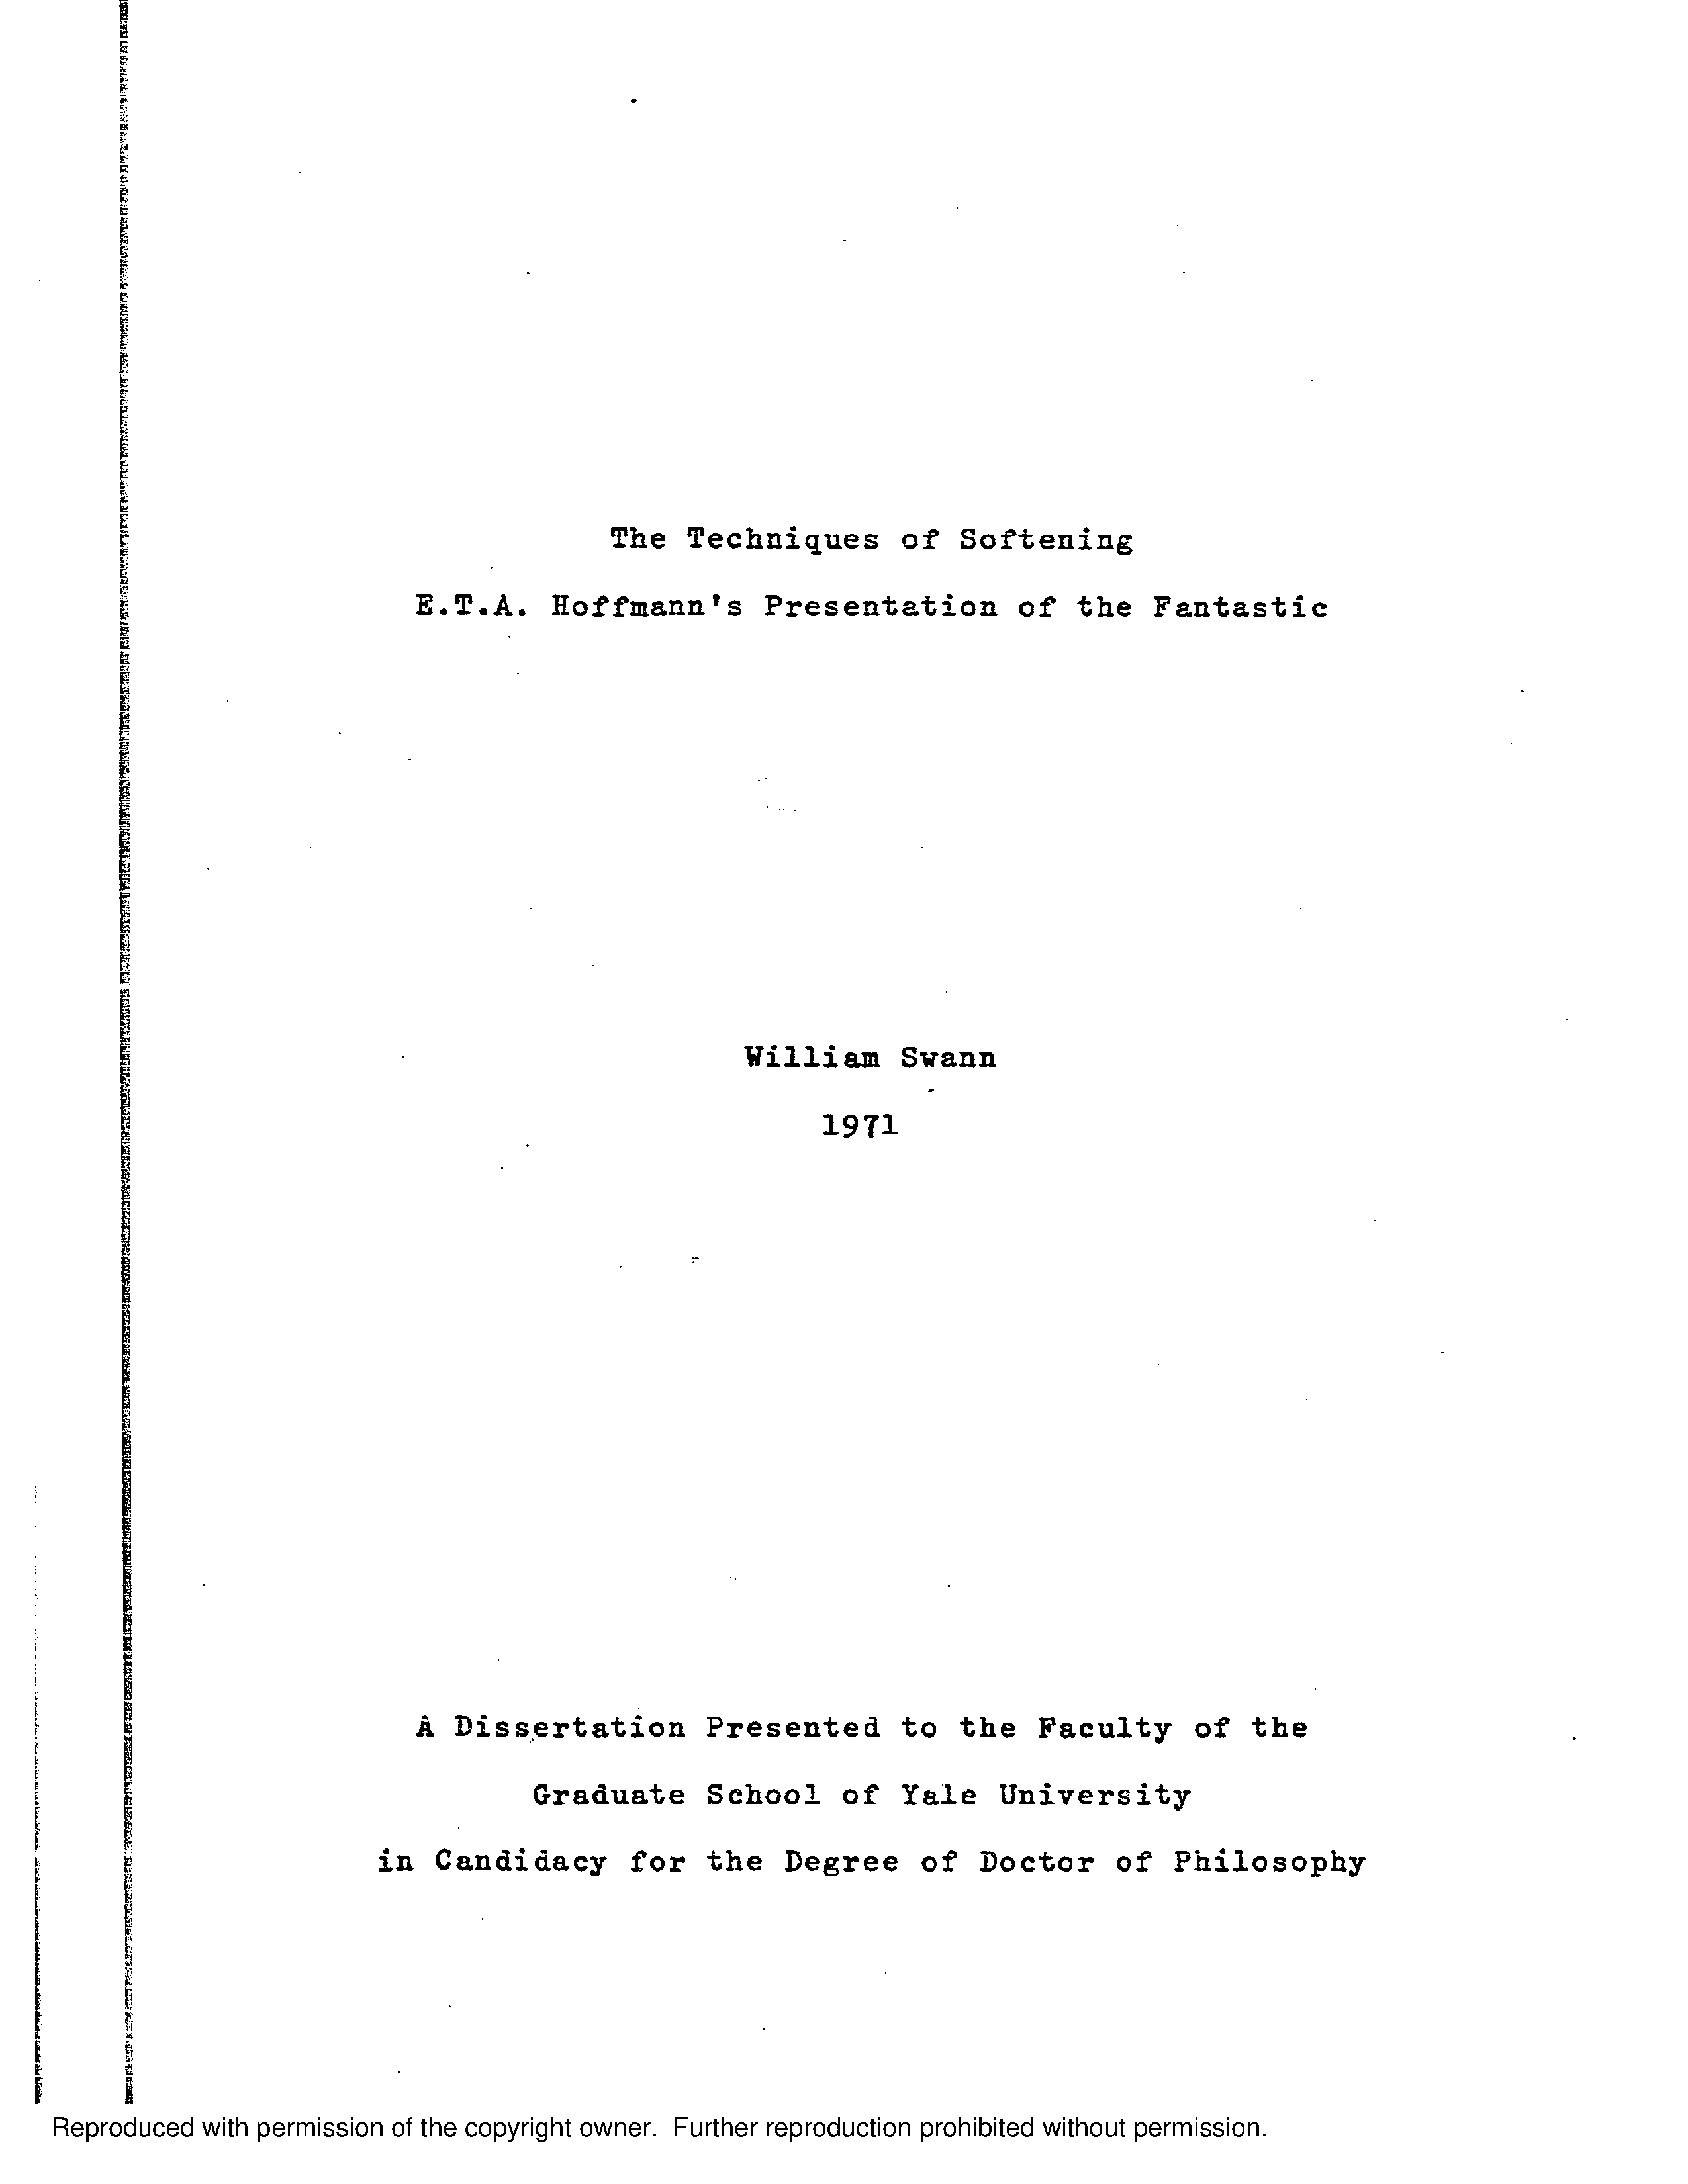 The Techniques of Softening
E.T.A. Hoffmann's Presentation of the Fantastic
William Swann
1971
A Dissertation Presented to the Faculty of the
Graduate School of Yale University
in Candidacy for the Degree of Doctor of Philosophy
Reproduced with permission of the copyright owner. Further reproduction prohibited without permission.